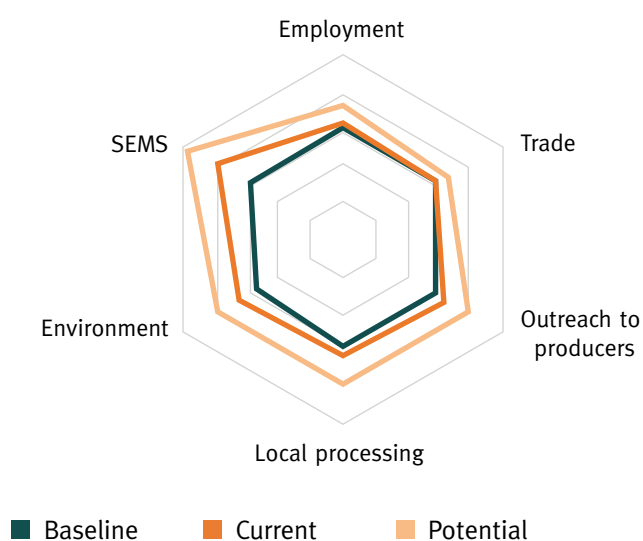 Employment
SEMS
Trade
Environment
Outreach to
producers
Local processing
Baseline
Current
Potential